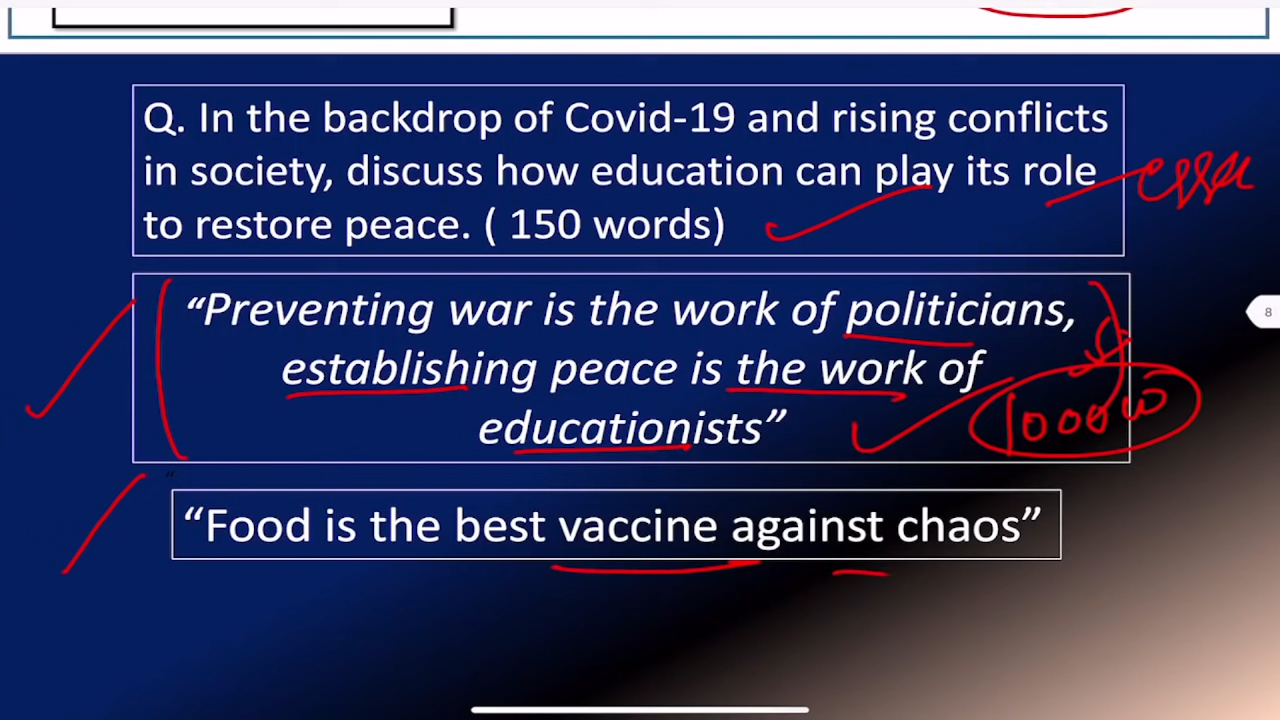 Q. In the backdrop of Covid-19 and rising conflicts
in society, discuss how education can play its role
to restore peace. ( 150 words)
“Preventing war is the work of politicians,
establishing peace is the work of
educationists”
“Food is the best vaccine against chaos”
8